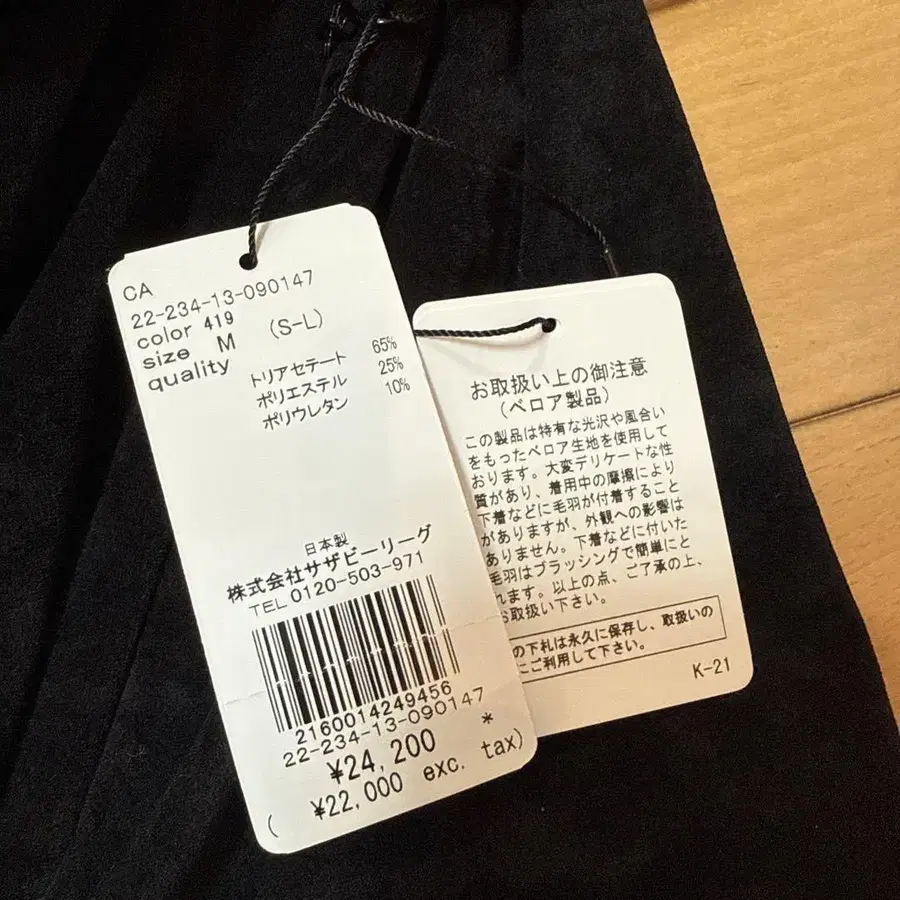 CA
22-234-13-090147
color 419
size M (S-L)
quality
トリアセテート 65%
ポリエステル 25%
ポリウレタン 10%
日本製
株式会社サザビーリーグ
TEL 0120-503-971
2160014249456
22-234-13-090147
¥24,200 *
( ¥22,000 exc. tax)
お取扱い上の御注意
(ベロア製品)
この製品は特有な光沢や風合い
をもったベロア生地を使用して
おります。大変デリケートな性
質があり、着用中の摩擦により
下着などに毛羽が付着すること
がありますが、外観への影響は
ありません。下着などに付いた
毛羽はブラッシングで簡単にと
れます。以上の点、ご了承の上、
お取扱い下さい。
の下札は永久に保存し、取扱いの
にご利用して下さい。
K-21